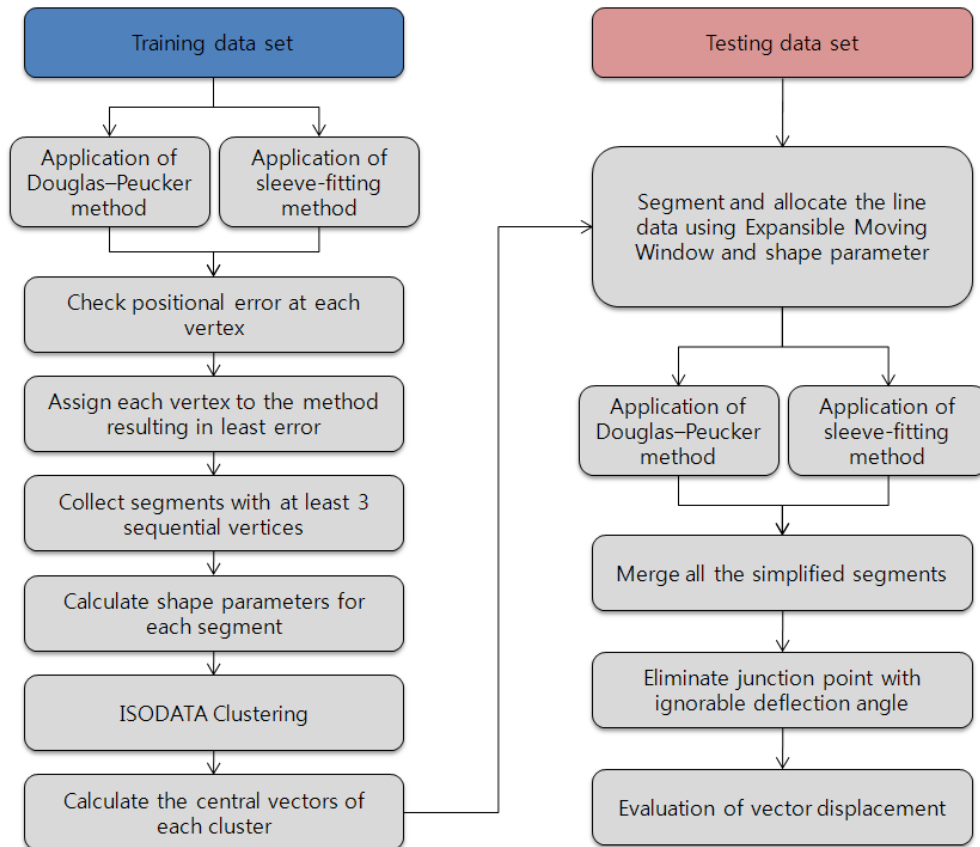 Training data set
Application of
Douglas–Peucker
method
Application of
sleeve-fitting
method
Check positional error at each
vertex
Assign each vertex to the method
resulting in least error
Collect segments with at least 3
sequential vertices
Calculate shape parameters for
each segment
ISODATA Clustering
Calculate the central vectors of
each cluster
Testing data set
Segment and allocate the line
data using Expansible Moving
Window and shape parameter
Application of
Douglas–Peucker
method
Application of
sleeve-fitting
method
Merge all the simplified segments
Eliminate junction point with
ignorable deflection angle
Evaluation of vector displacement